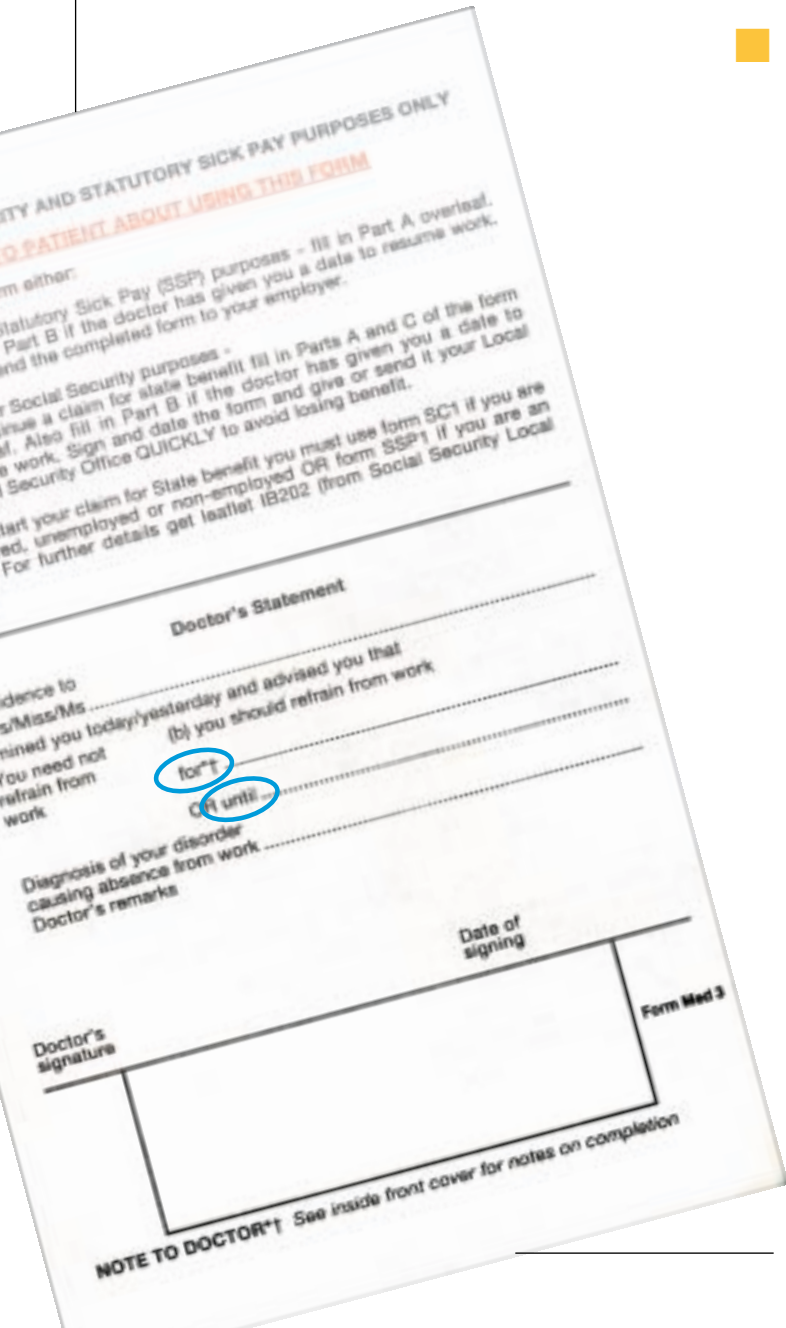 ITY AND STATUTORY SICK PAY PURPOSES ONLY
TO PATIENT ABOUT USING THIS FORM
rm either:
Statutory Sick Pay (SSP) purposes - fill in Part A overleaf.
Part B if the doctor has given you a date to resume work.
end the completed form to your employer.
r Social Security purposes -
inue a claim for state benefit fill in Parts A and C of the form
af. Also fill in Part B if the doctor has given you a date to
e work. Sign and date the form and give or send it your Local
l Security Office QUICKLY to avoid losing benefit.
tart your claim for State benefit you must use form SC1 if you are
ed, unemployed or non-employed OR form SSP1 if you are an
For further details get leaflet IB202 (from Social Security Local
Doctor's Statement
idence to
s/Miss/Ms
mined you today/yesterday and advised you that
You need not
refrain from
work
(b) you should refrain from work
for*†
OR until
Diagnosis of your disorder
causing absence from work
Doctor's remarks
Date of
signing
Doctor's
signature
Form Med 3
NOTE TO DOCTOR*† See inside front cover for notes on completion